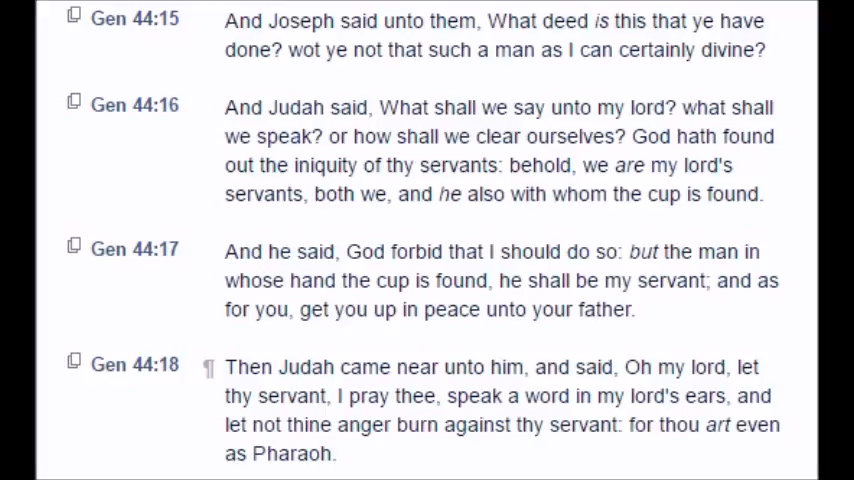 Gen 44:15 And Joseph said unto them, What deed is this that ye have
done? wot ye not that such a man as I can certainly divine?
Gen 44:16 And Judah said, What shall we say unto my lord? what shall
we speak? or how shall we clear ourselves? God hath found
out the iniquity of thy servants: behold, we are my lord's
servants, both we, and he also with whom the cup is found.
Gen 44:17 And he said, God forbid that I should do so: but the man in
whose hand the cup is found, he shall be my servant; and as
for you, get you up in peace unto your father.
Gen 44:18 ¶ Then Judah came near unto him, and said, Oh my lord, let
thy servant, I pray thee, speak a word in my lord's ears, and
let not thine anger burn against thy servant: for thou art even
as Pharaoh.